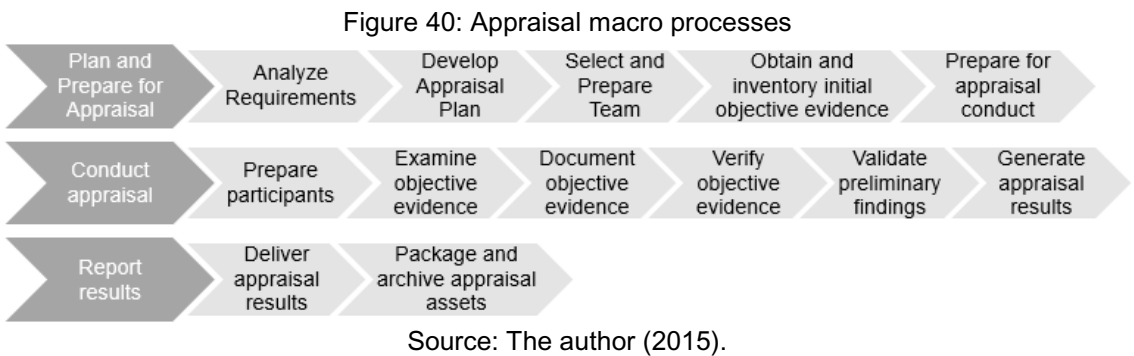 Figure 40: Appraisal macro processes
Plan and
Prepare for
Appraisal
Analyze
Requirements
Develop
Appraisal
Plan
Select and
Prepare
Team
Obtain and
inventory initial
objective evidence
Prepare for
appraisal
conduct
Conduct
appraisal
Prepare
participants
Examine
objective
evidence
Document
objective
evidence
Verify
objective
evidence
Validate
preliminary
findings
Generate
appraisal
results
Report
results
Deliver
appraisal
results
Package and
archive appraisal
assets
Source: The author (2015).